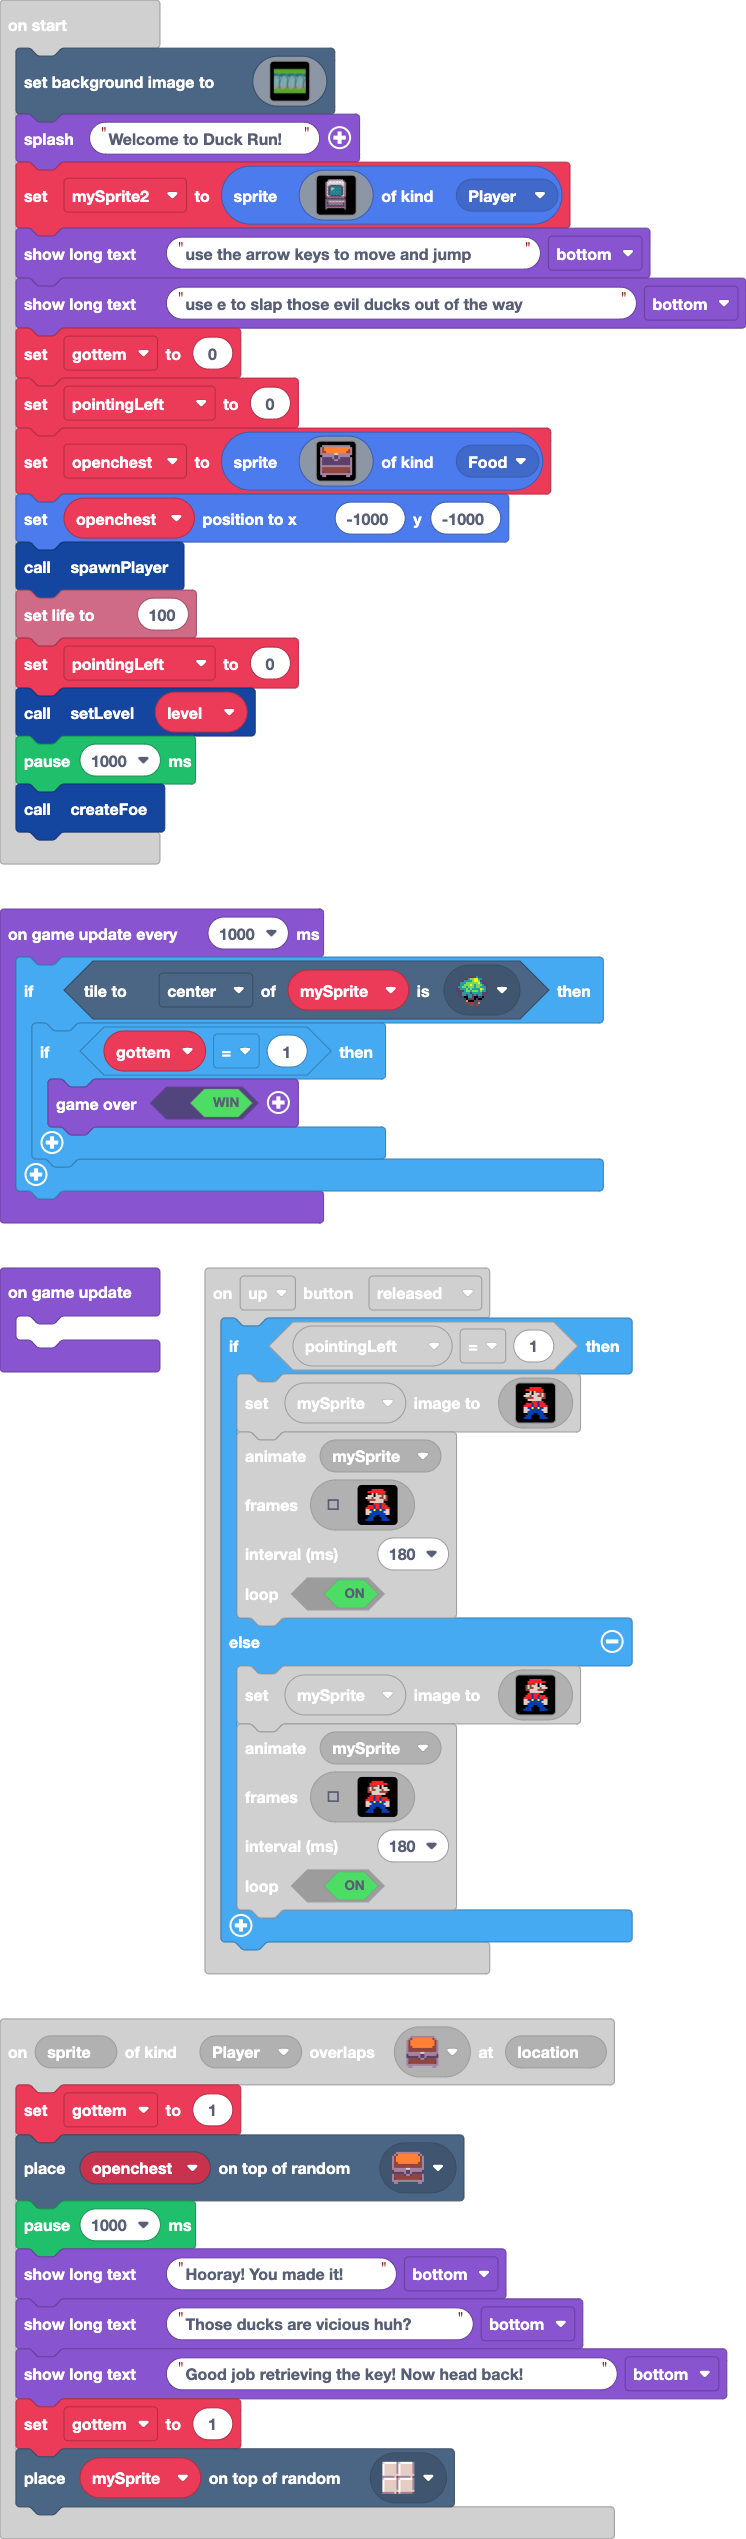 on start
set background image to
splash "Welcome to Duck Run! "
set mySprite2 to sprite of kind Player
show long text "use the arrow keys to move and jump " bottom
show long text "use e to slap those evil ducks out of the way " bottom
set gottem to 0
set pointingLeft to 0
set openchest to sprite of kind Food
set openchest position to x -1000 y -1000
call spawnPlayer
set life to 100
set pointingLeft to 0
call setLevel level
pause 1000 ms
call createFoe
on game update every 1000 ms
if tile to center of mySprite is then
if gottem = 1 then
game over WIN
on game update
on up button released
if pointingLeft = 1 then
set mySprite image to
animate mySprite
frames
interval (ms) 180
loop ON
else
set mySprite image to
animate mySprite
frames
interval (ms) 180
loop ON
on sprite of kind Player overlaps at location
set gottem to 1
place openchest on top of random
pause 1000 ms
show long text "Hooray! You made it! " bottom
show long text "Those ducks are vicious huh? " bottom
show long text "Good job retrieving the key! Now head back! " bottom
set gottem to 1
place mySprite on top of random